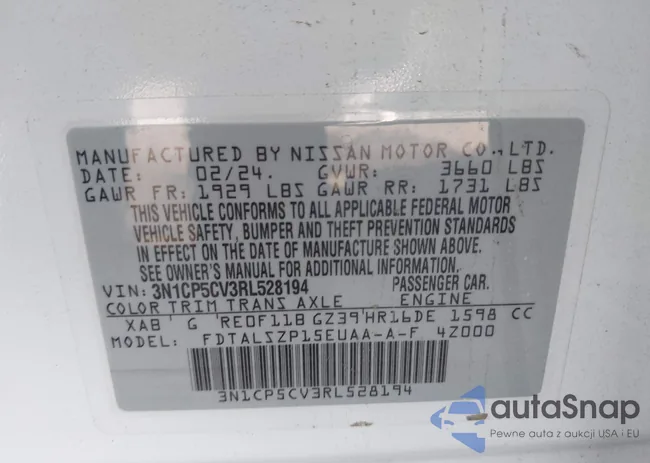 MANUFACTURED BY NISSAN MOTOR CO., LTD.
DATE: 02/24. GVWR: 3660 LBS
GAWR FR: 1929 LBS GAWR RR: 1731 LBS
THIS VEHICLE CONFORMS TO ALL APPLICABLE FEDERAL MOTOR
VEHICLE SAFETY, BUMPER AND THEFT PREVENTION STANDARDS
IN EFFECT ON THE DATE OF MANUFACTURE SHOWN ABOVE.
SEE OWNER'S MANUAL FOR ADDITIONAL INFORMATION.
VIN: 3N1CP5CV3RL528194 PASSENGER CAR.
COLOR TRIM TRANS AXLE ENGINE
XAB G RE0F11B GZ39 HR16DE 1598 CC
MODEL: FDTALSZP15EUAA-A-F 4Z000
3N1CP5CV3RL528194
autaSnap
Pewne auta z aukcji USA i EU